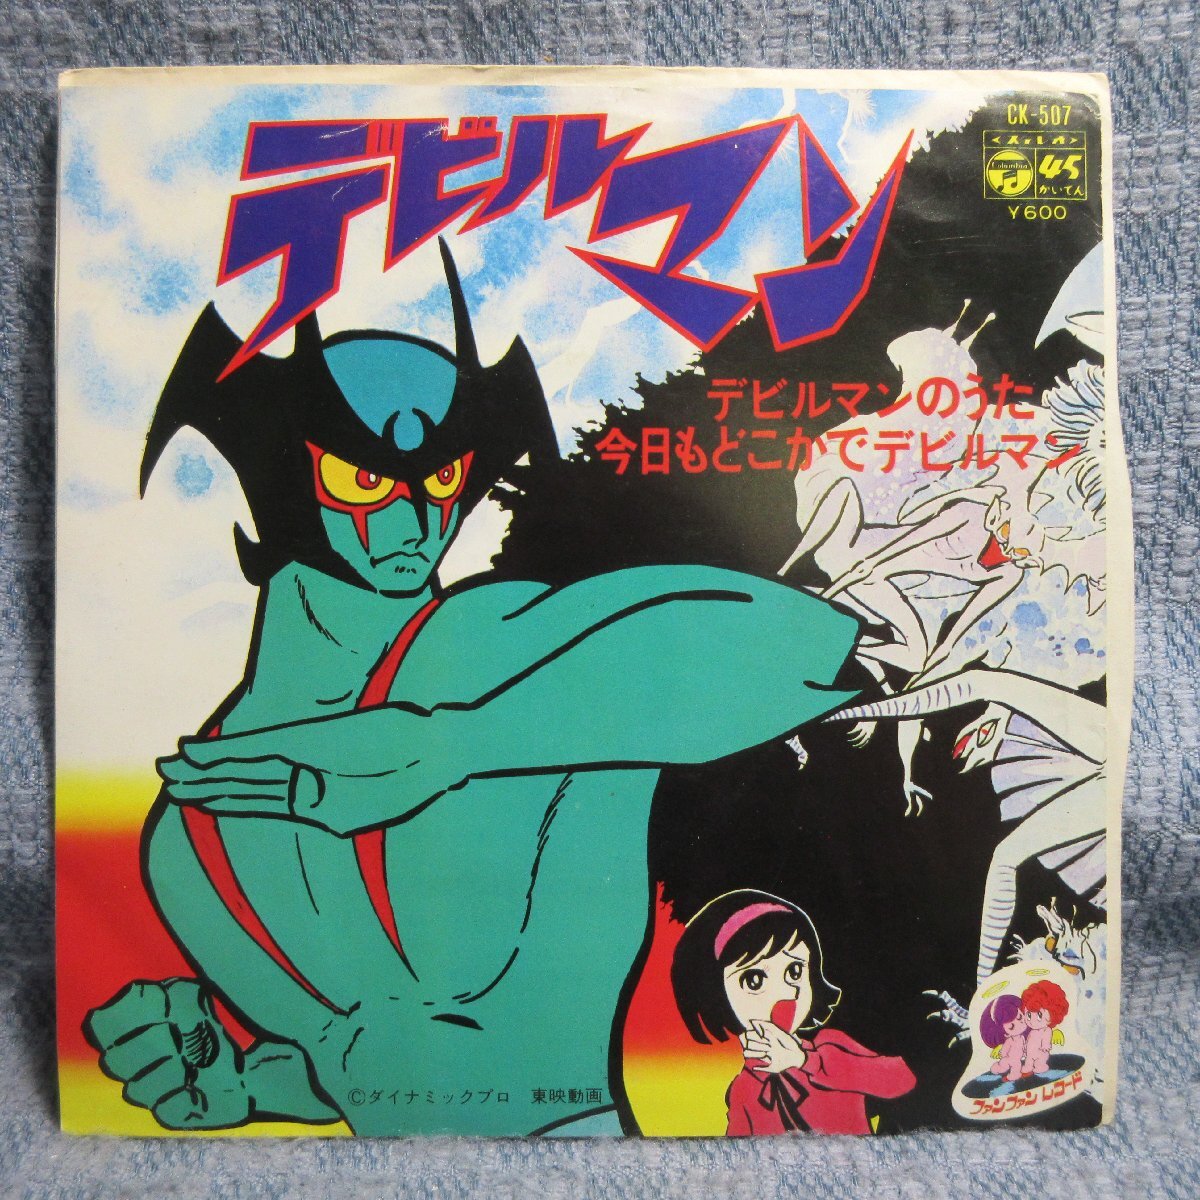 デビルマン
CK-507
<ステレオ>
Columbia
45
かいてん
￥600
デビルマンのうた
今日もどこかでデビルマン
Ⓒダイナミックプロ 東映動画
ファンファンレコード